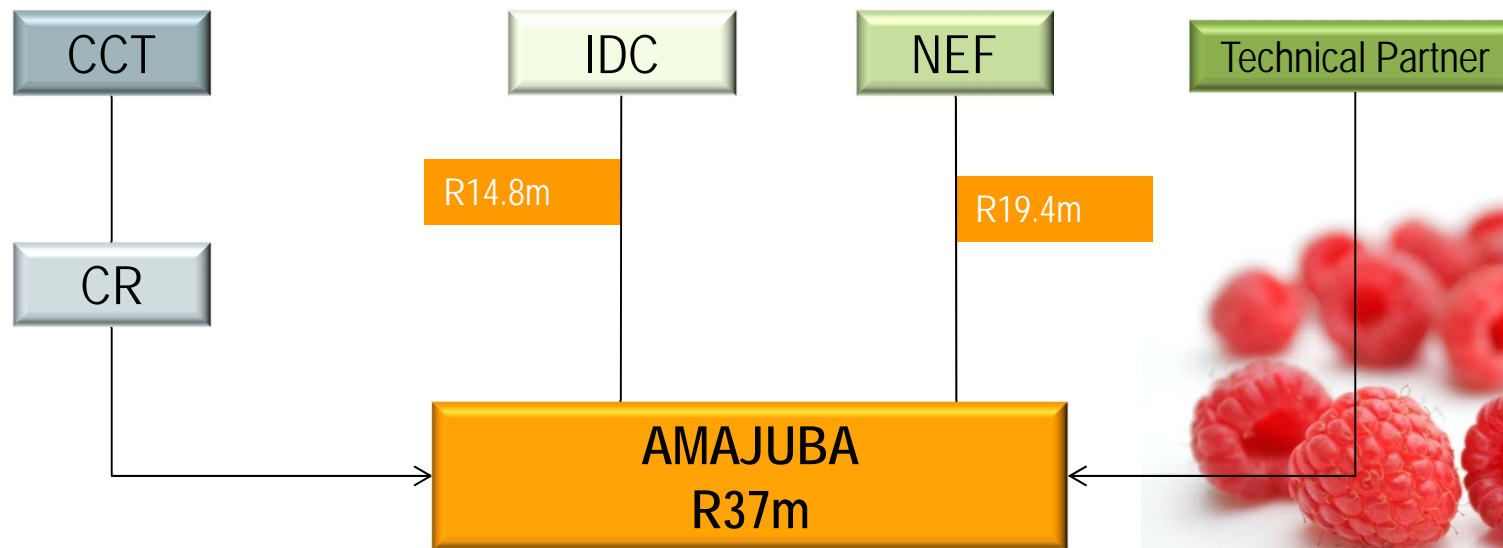 CCT
IDC
NEF
Technical Partner
R14.8m
R19.4m
CR
AMAJUBA
R37m